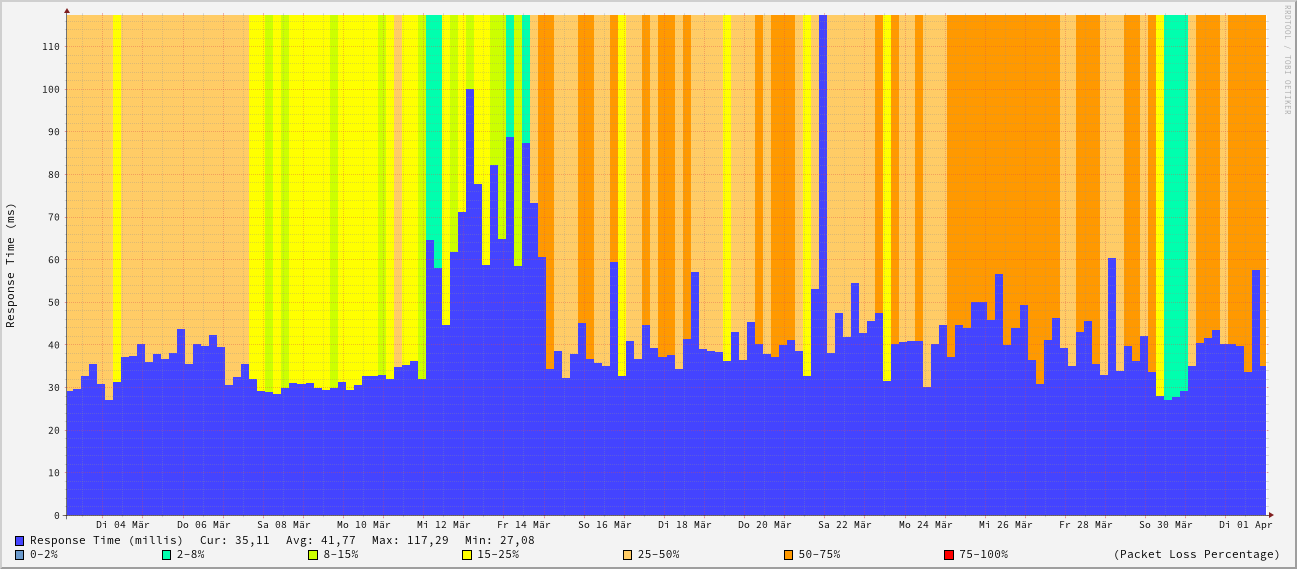 RRDTOOL / TOBI OETIKER
Response Time (ms)
110
100
90
80
70
60
50
40
30
20
10
0
Di 04 Mär Do 06 Mär Sa 08 Mär Mo 10 Mär Mi 12 Mär Fr 14 Mär So 16 Mär Di 18 Mär Do 20 Mär Sa 22 Mär Mo 24 Mär Mi 26 Mär Fr 28 Mär So 30 Mär Di 01 Apr
Response Time (millis) Cur: 35,11 Avg: 41,77 Max: 117,29 Min: 27,08
0-2% 2-8% 8-15% 15-25% 25-50% 50-75% 75-100% (Packet Loss Percentage)